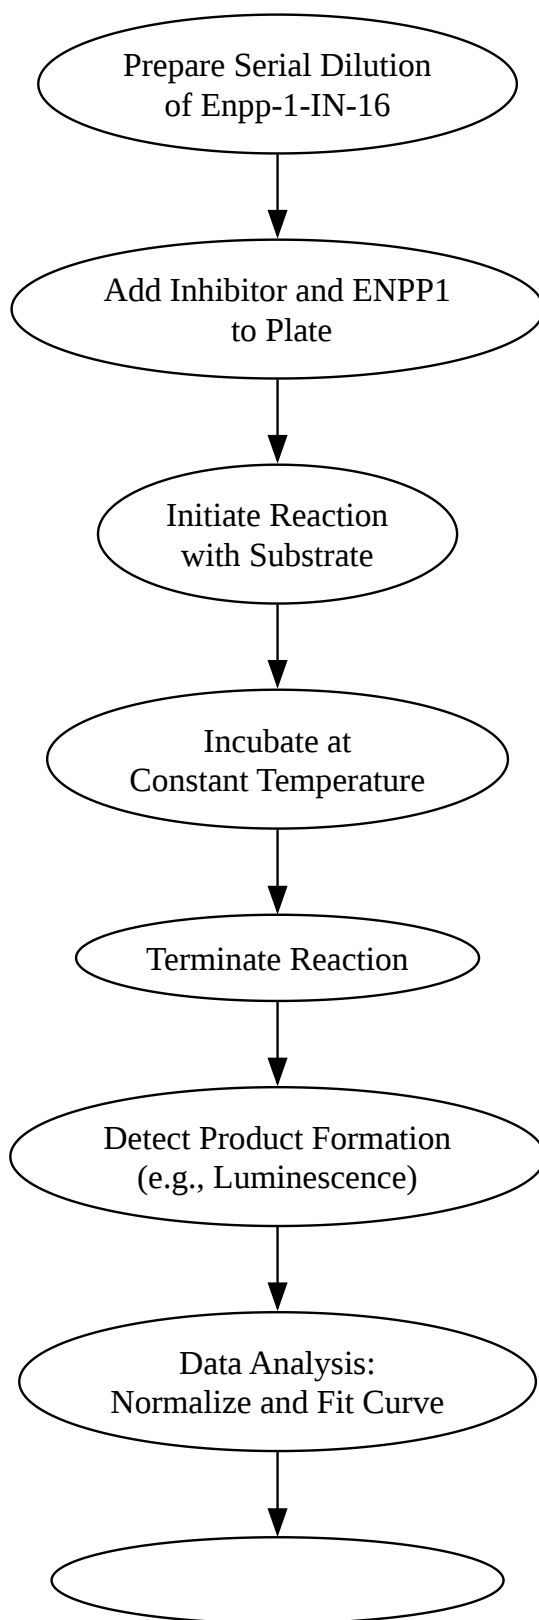 Prepare Serial Dilution
of Enpp-1-IN-16
Add Inhibitor and ENPP1
to Plate
Initiate Reaction
with Substrate
Incubate at
Constant Temperature
Terminate Reaction
Detect Product Formation
(e.g., Luminescence)
Data Analysis:
Normalize and Fit Curve